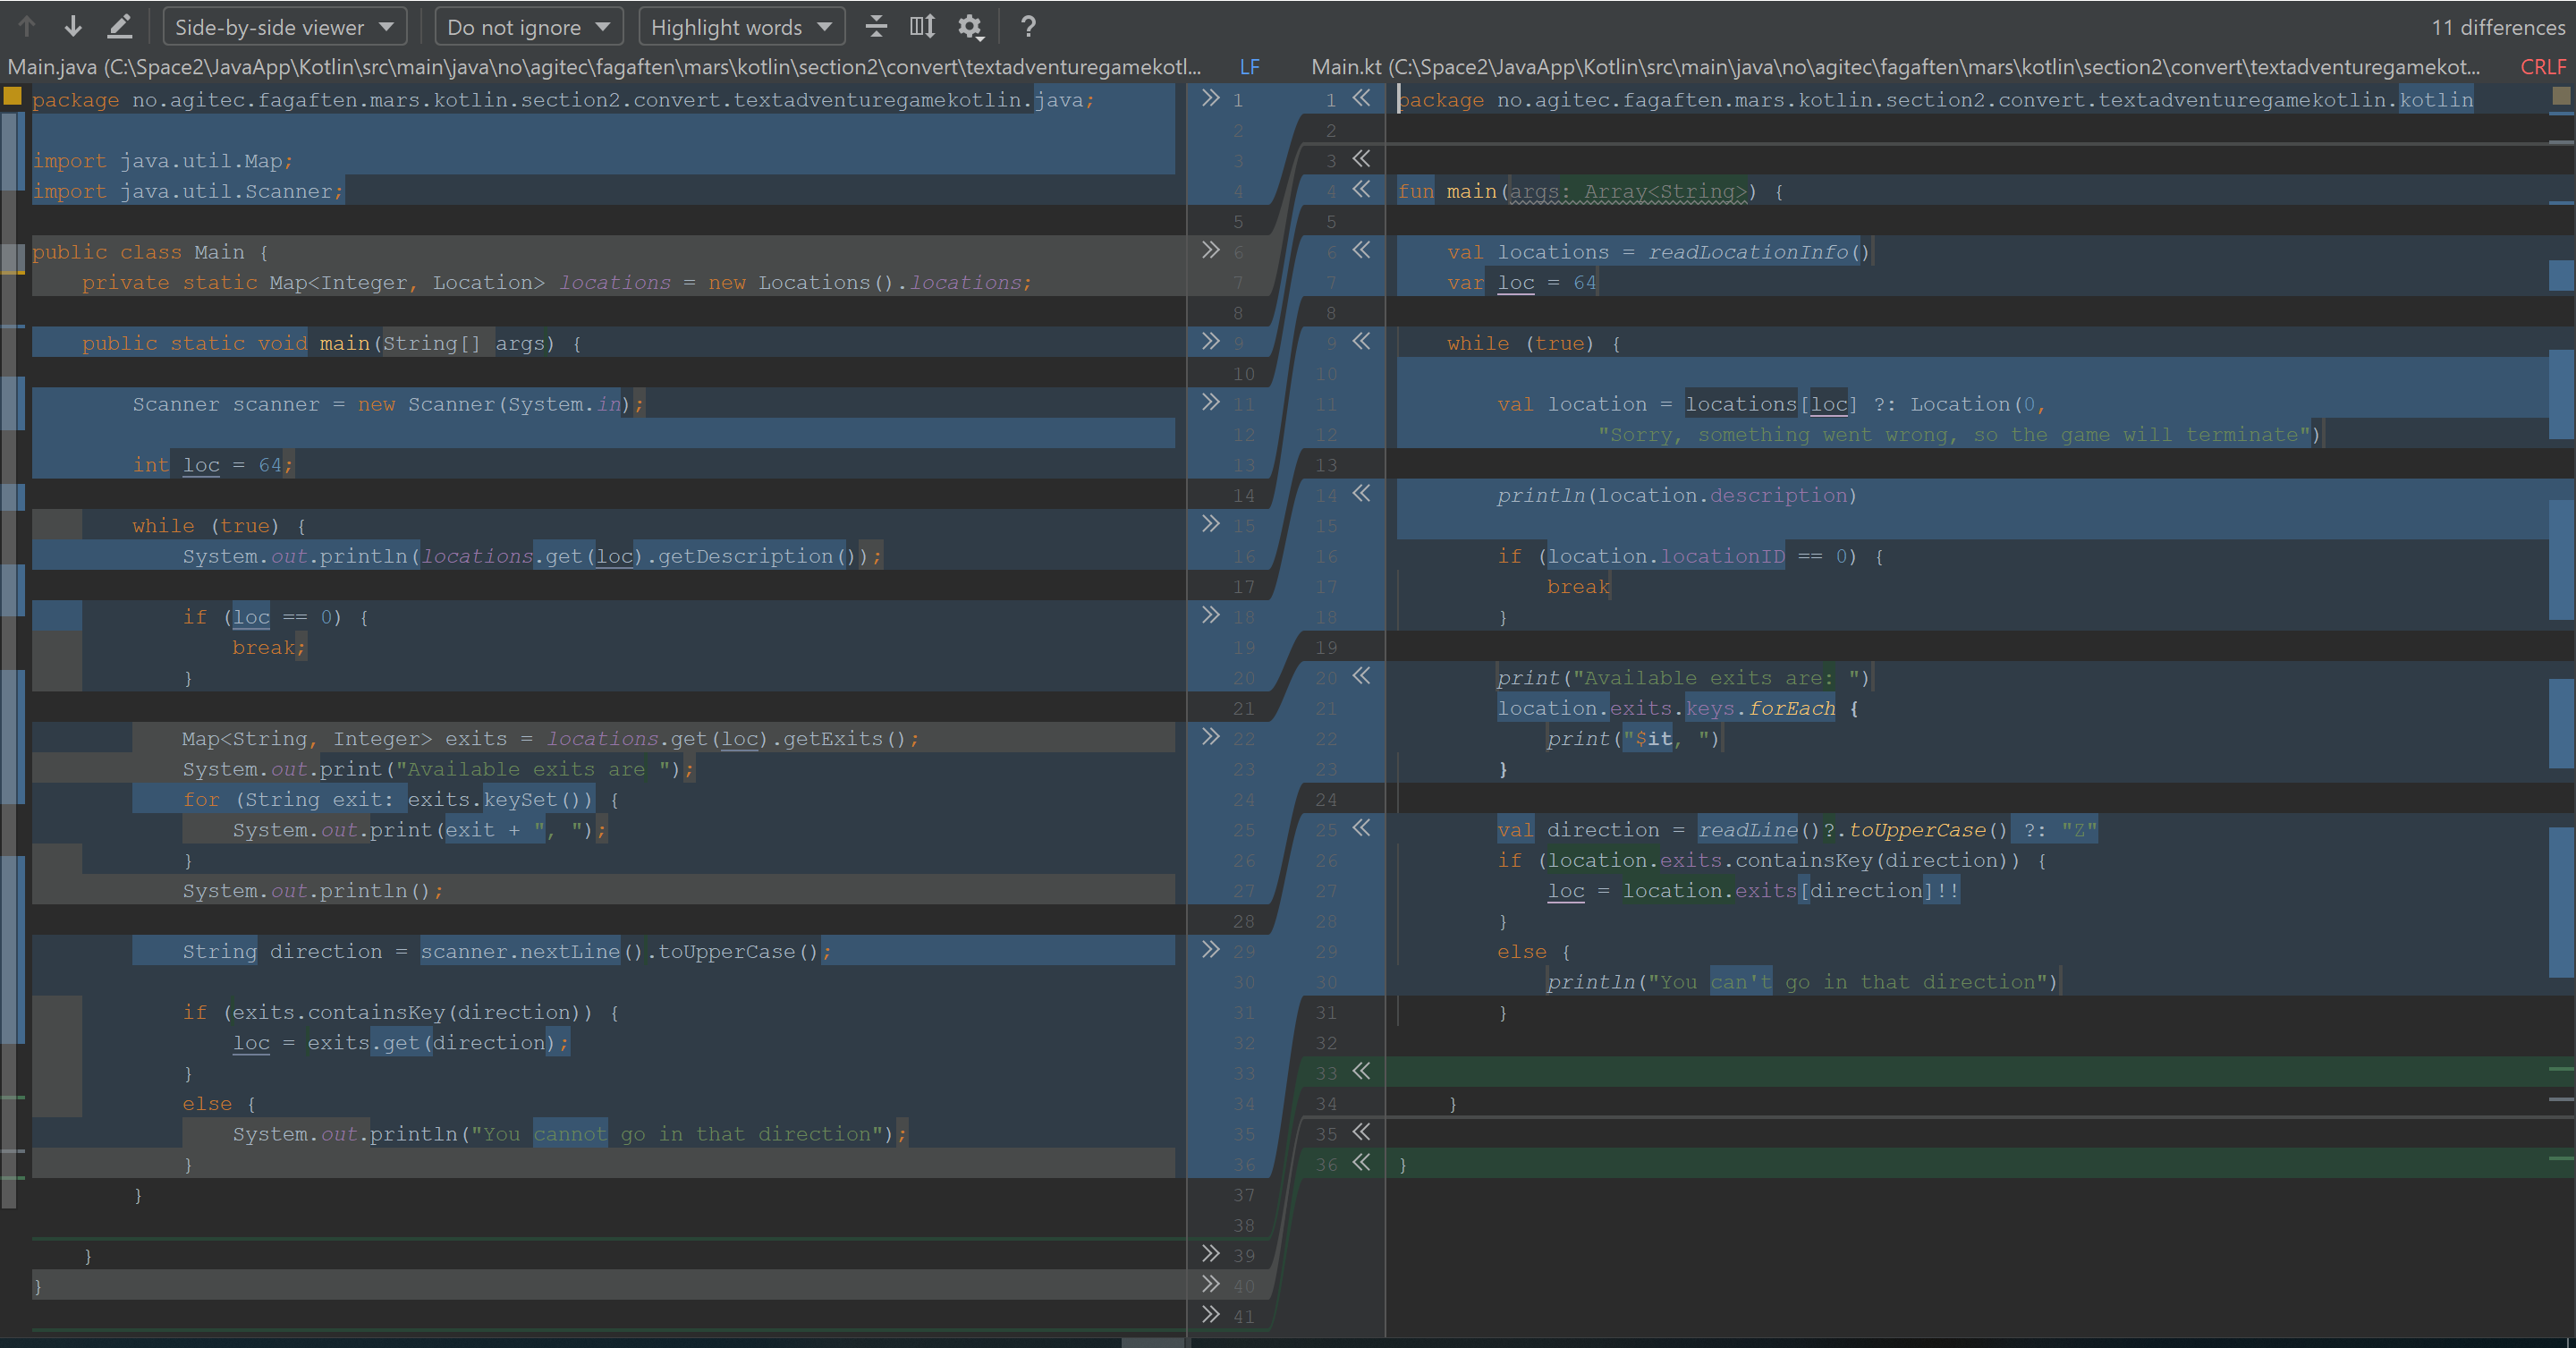 Side-by-side viewer Do not ignore Highlight words ? 11 differences
Main.java (C:\Space2\JavaApp\Kotlin\src\main\java\no\agitec\fagaften\mars\kotlin\section2\convert\textadventuregamekotl... LF
package no.agitec.fagaften.mars.kotlin.section2.convert.textadventuregamekotlin.java; 1
2
import java.util.Map; 3
import java.util.Scanner; 4
5
public class Main { 6
private static Map<Integer, Location> locations = new Locations().locations; 7
8
public static void main(String[] args) { 9
10
Scanner scanner = new Scanner(System.in); 11
12
int loc = 64; 13
14
while (true) { 15
System.out.println(locations.get(loc).getDescription()); 16
17
if (loc == 0) { 18
break; 19
} 20
21
Map<String, Integer> exits = locations.get(loc).getExits(); 22
System.out.print("Available exits are "); 23
for (String exit: exits.keySet()) { 24
System.out.print(exit + ", "); 25
} 26
System.out.println(); 27
28
String direction = scanner.nextLine().toUpperCase(); 29
30
if (exits.containsKey(direction)) { 31
loc = exits.get(direction); 32
} 33
else { 34
System.out.println("You cannot go in that direction"); 35
} 36
} 37
38
} 39
} 40
41
Main.kt (C:\Space2\JavaApp\Kotlin\src\main\java\no\agitec\fagaften\mars\kotlin\section2\convert\textadventuregamekot... CRLF
1 package no.agitec.fagaften.mars.kotlin.section2.convert.textadventuregamekotlin.kotlin
2
3
4 fun main(args: Array<String>) {
5
6 val locations = readLocationInfo()
7 var loc = 64
8
9 while (true) {
10
11 val location = locations[loc] ?: Location(0,
12 "Sorry, something went wrong, so the game will terminate")
13
14 println(location.description)
15
16 if (location.locationID == 0) {
17 break
18 }
19
20 print("Available exits are: ")
21 location.exits.keys.forEach {
22 print("$it, ")
23 }
24
25 val direction = readLine()?.toUpperCase() ?: "Z"
26 if (location.exits.containsKey(direction)) {
27 loc = location.exits[direction]!!
28 }
29 else {
30 println("You can't go in that direction")
31 }
32
33
34 }
35
36 }